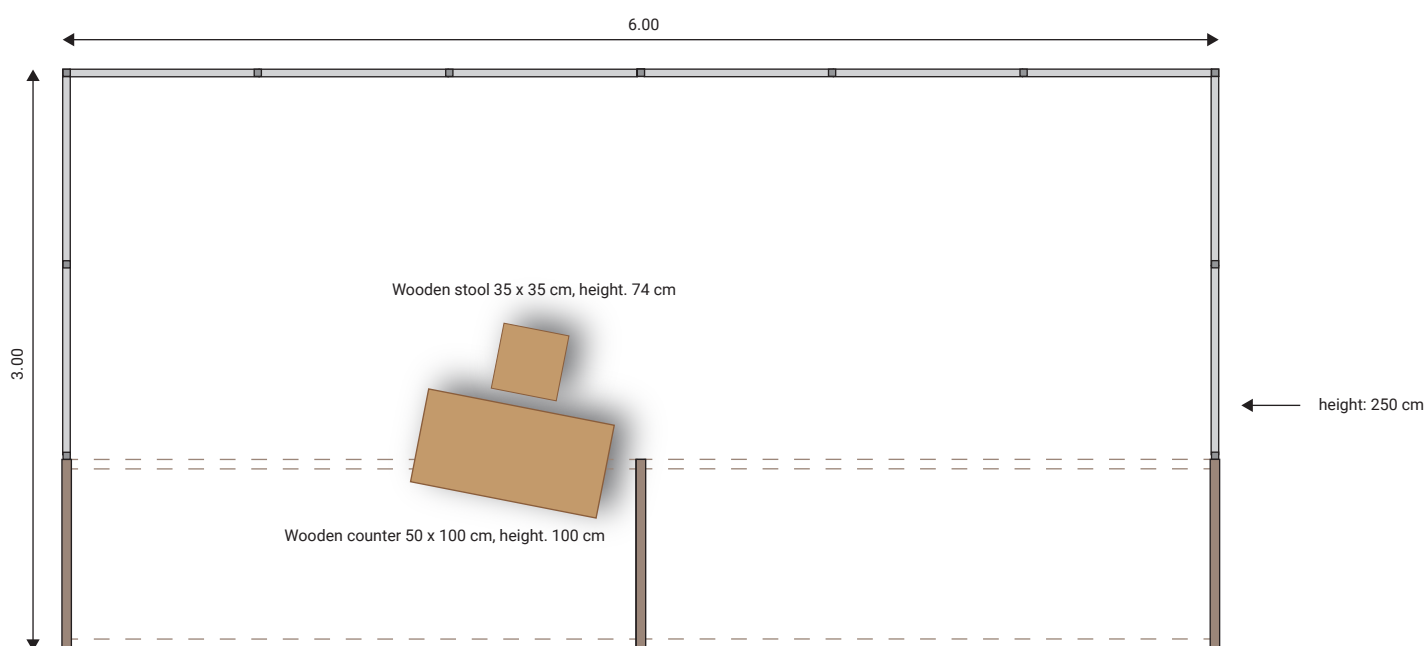 6.00
Wooden stool 35 x 35 cm, height. 74 cm
3.00
height: 250 cm
Wooden counter 50 x 100 cm, height. 100 cm